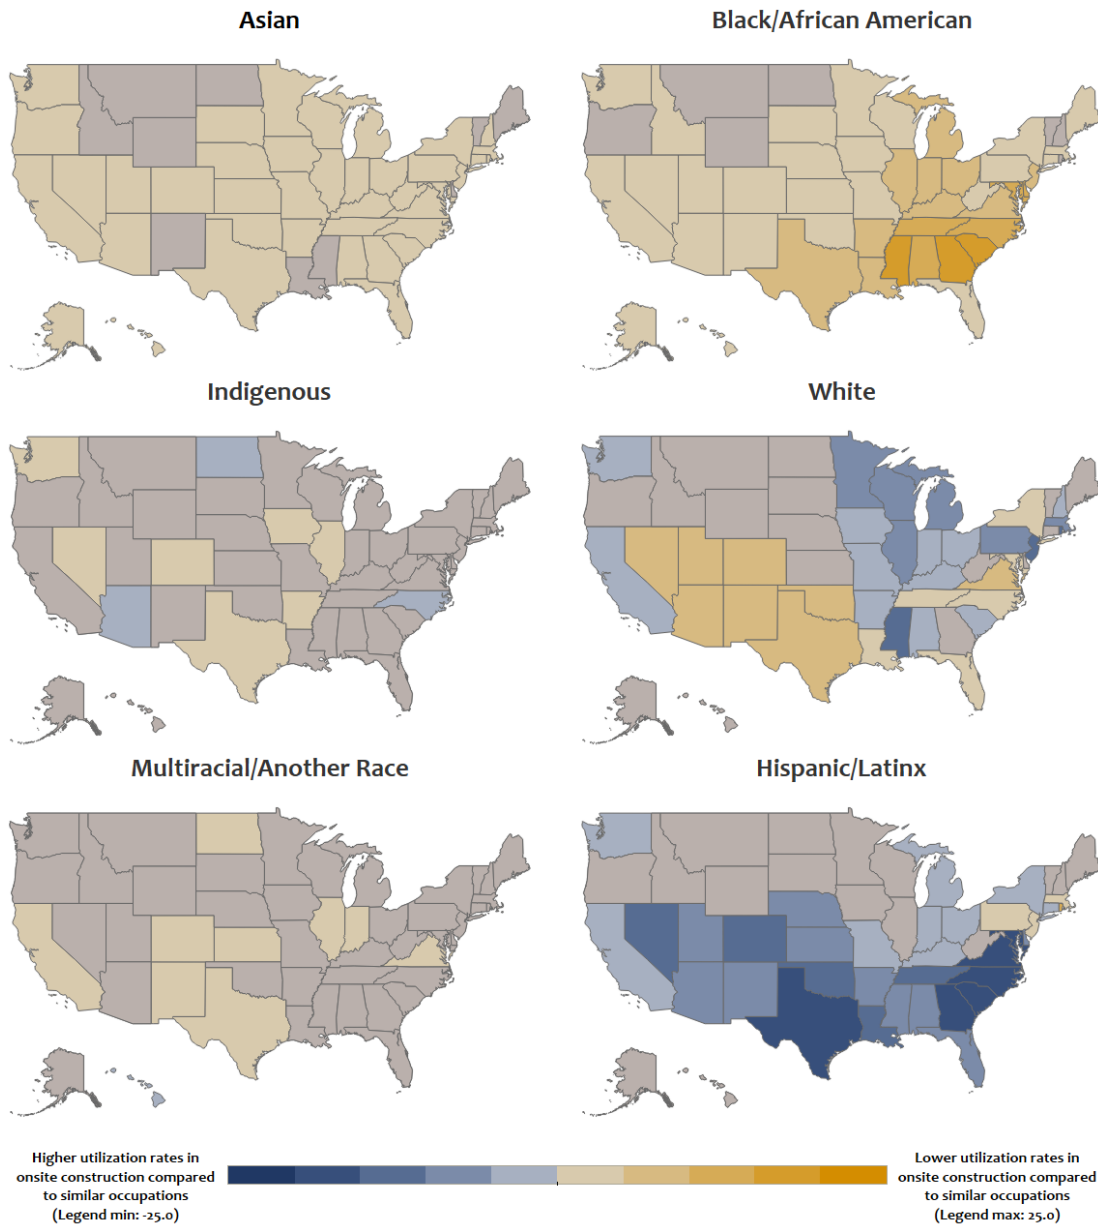 Asian
Black/African American
Indigenous
White
Multiracial/Another Race
Hispanic/Latinx
Higher utilization rates in
onsite construction compared
to similar occupations
(Legend min: -25.0)
Lower utilization rates in
onsite construction compared
to similar occupations
(Legend max: 25.0)